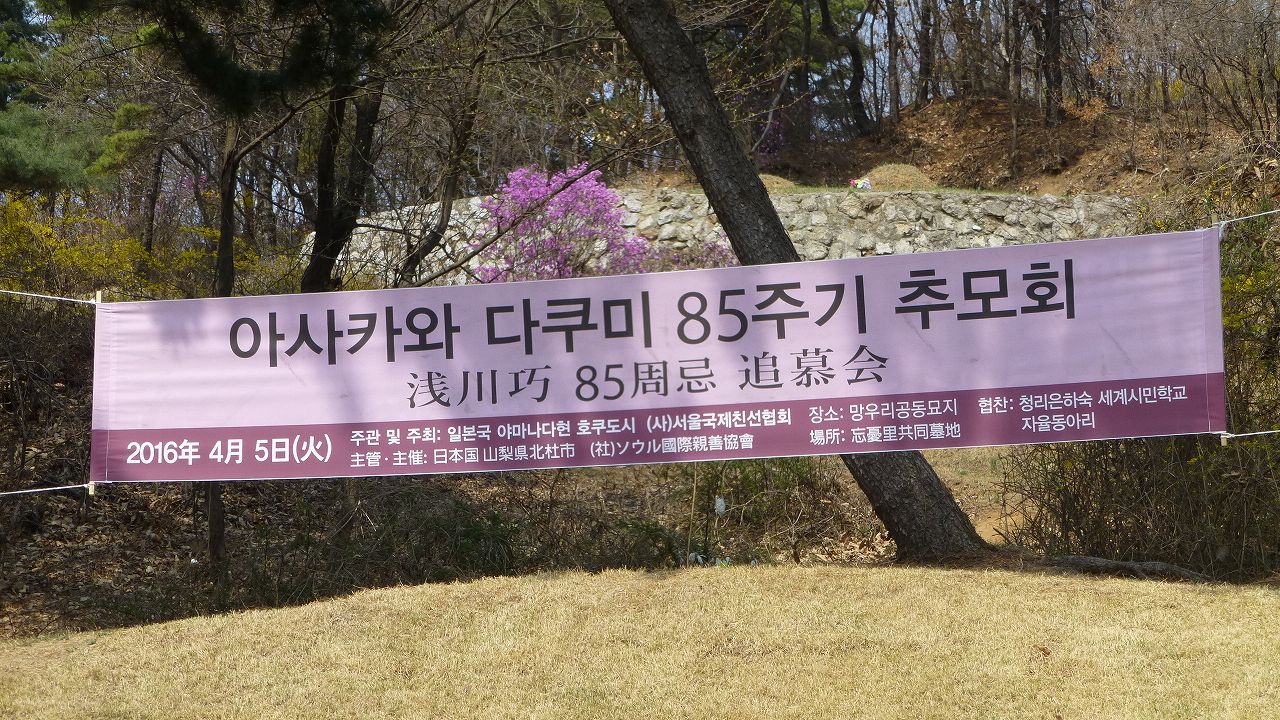 아사카와 다쿠미 85주기 추모회
浅川巧 85周忌 追慕会
2016年 4月 5日(火)
주관 및 주최: 일본국 야마나다현 호쿠도시 (사)서울국제친선협회
主管·主催: 日本国 山梨県北杜市 (社)ソウル國際親善協會
장소: 망우리공동묘지
場所: 忘憂里共同墓地
협찬: 청리은하숙 세계시민학교
자율동아리